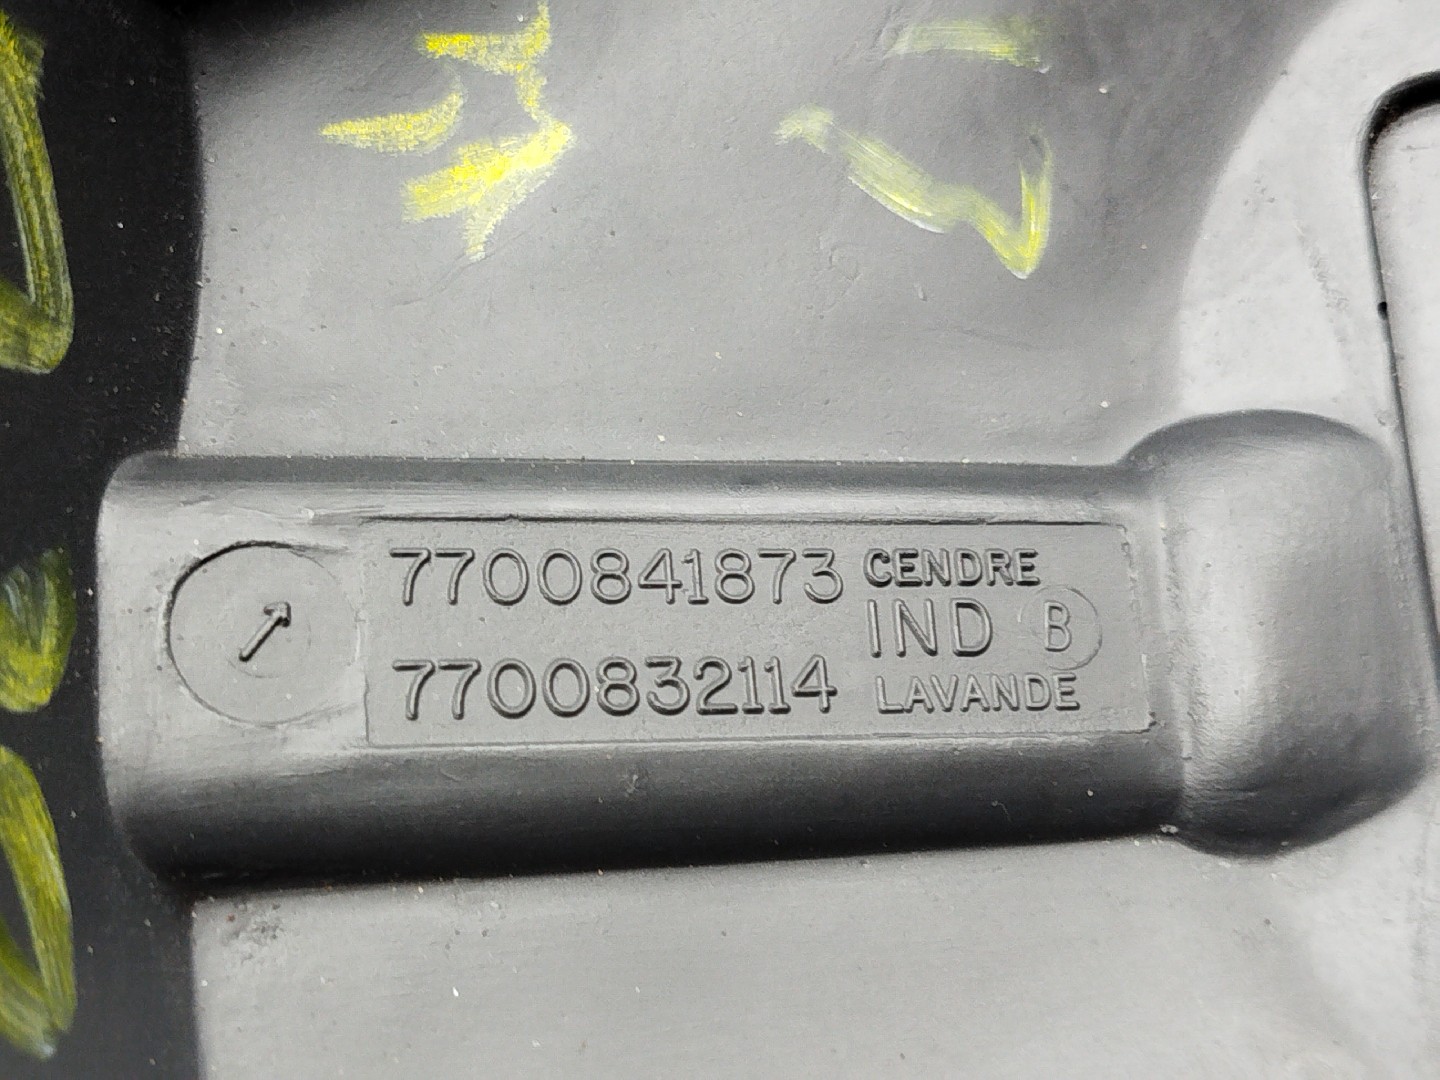 7700841873 CENDRE
IND B
7700832114 LAVANDE